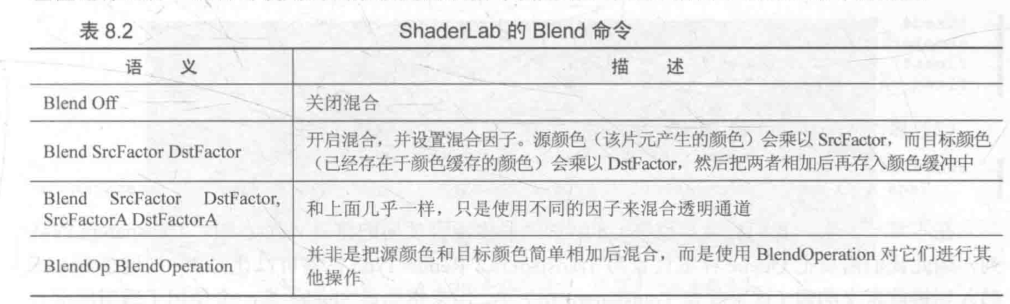 表 8.2 ShaderLab 的 Blend 命令
语 义 描 述
Blend Off 关闭混合
Blend SrcFactor DstFactor 开启混合，并设置混合因子。源颜色（该片元产生的颜色）会乘以 SrcFactor，而目标颜色
（已经存在于颜色缓存的颜色）会乘以 DstFactor，然后把两者相加后再存入颜色缓冲中
Blend SrcFactor DstFactor,
SrcFactorA DstFactorA
和上面几乎一样，只是使用不同的因子来混合透明通道
BlendOp BlendOperation
并非是把源颜色和目标颜色简单相加后混合，而是使用 BlendOperation 对它们进行其
他操作